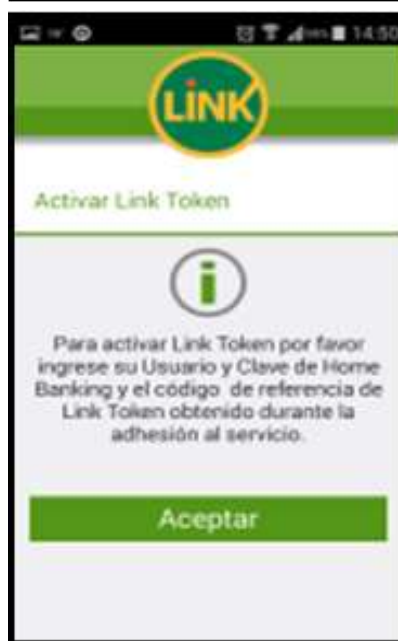 14:50
LINK
Activar Link Token
Para activar Link Token por favor
ingrese su Usuario y Clave de Home
Banking y el código de referencia de
Link Token obtenido durante la
adhesión al servicio.
Aceptar